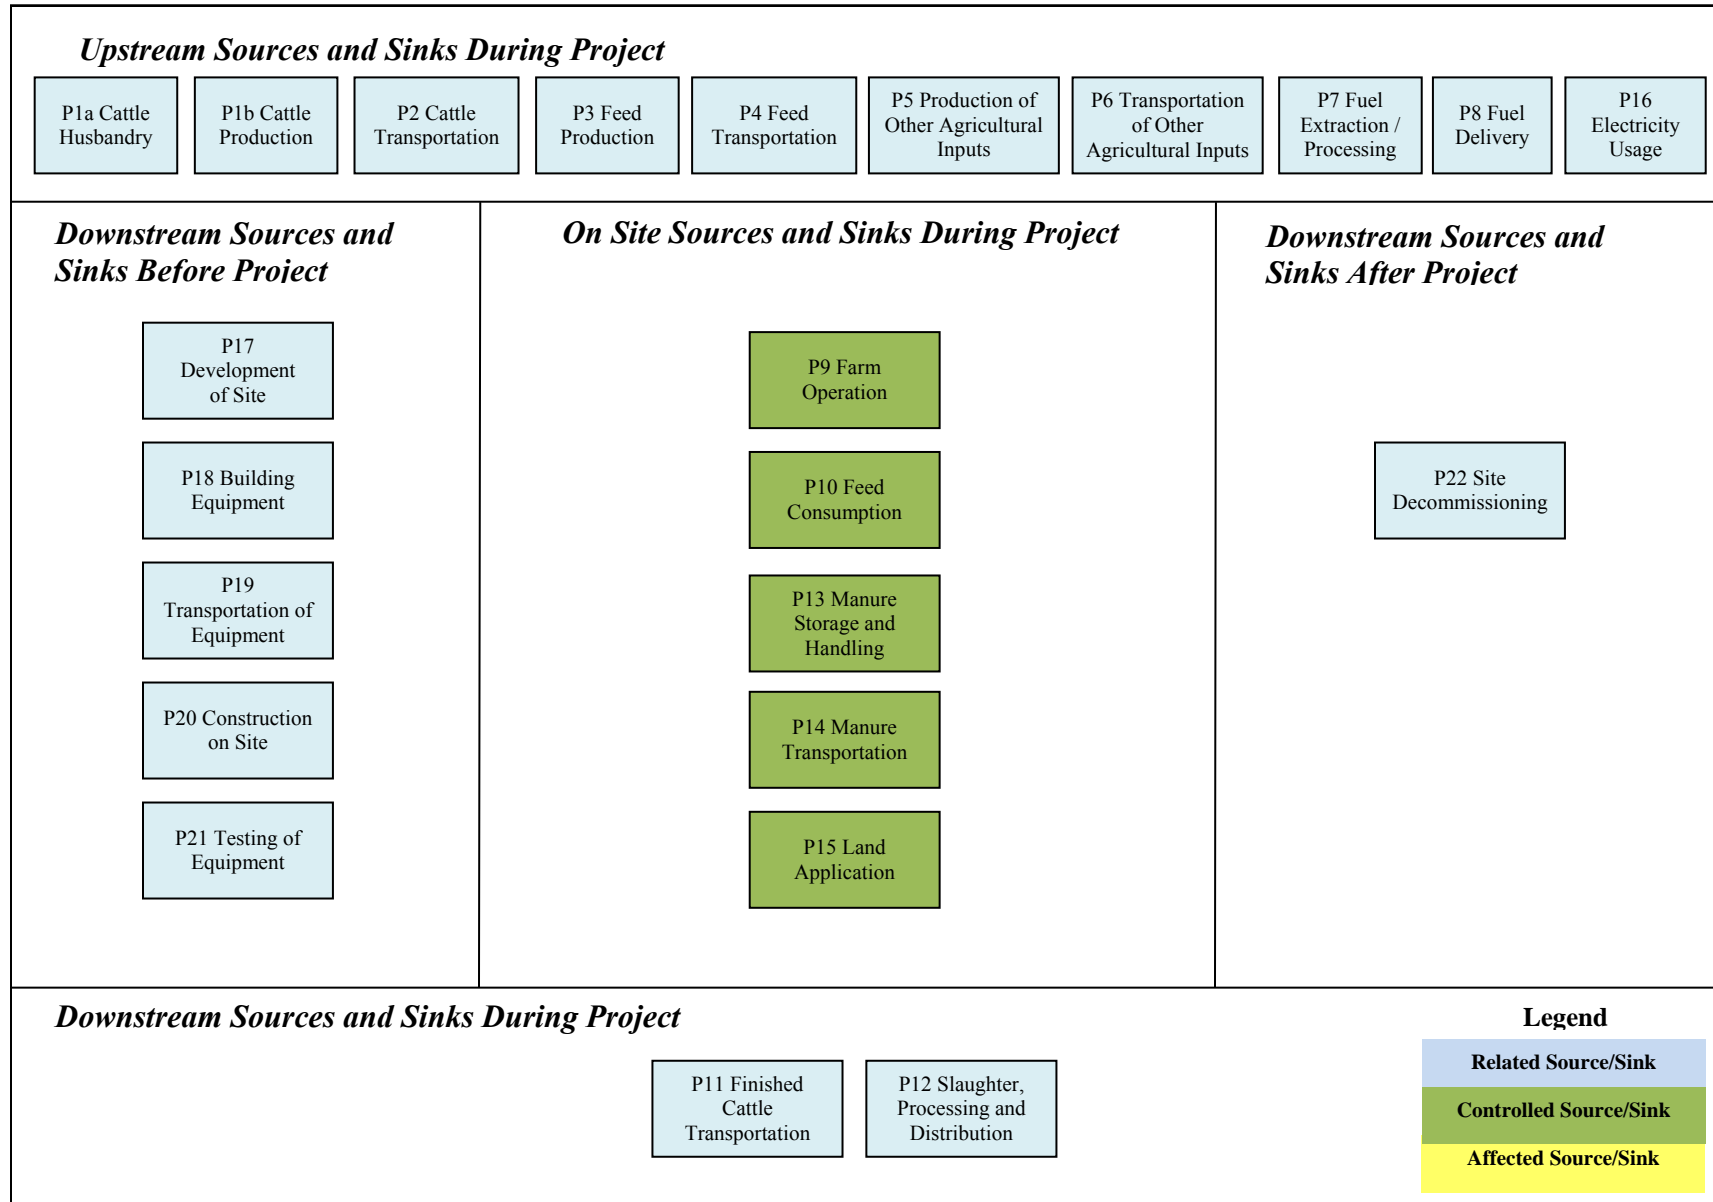 Upstream Sources and Sinks During Project
P1a Cattle
Husbandry
P1b Cattle
Production
P2 Cattle
Transportation
P3 Feed
Production
P4 Feed
Transportation
P5 Production of
Other Agricultural
Inputs
P6 Transportation
of Other
Agricultural Inputs
P7 Fuel
Extraction /
Processing
P8 Fuel
Delivery
P16
Electricity
Usage
Downstream Sources and
Sinks Before Project
P17
Development
of Site
P18 Building
Equipment
P19
Transportation of
Equipment
P20 Construction
on Site
P21 Testing of
Equipment
On Site Sources and Sinks During Project
P9 Farm
Operation
P10 Feed
Consumption
P13 Manure
Storage and
Handling
P14 Manure
Transportation
P15 Land
Application
Downstream Sources and
Sinks After Project
P22 Site
Decommissioning
Downstream Sources and Sinks During Project
P11 Finished
Cattle
Transportation
P12 Slaughter,
Processing and
Distribution
Legend
Related Source/Sink
Controlled Source/Sink
Affected Source/Sink